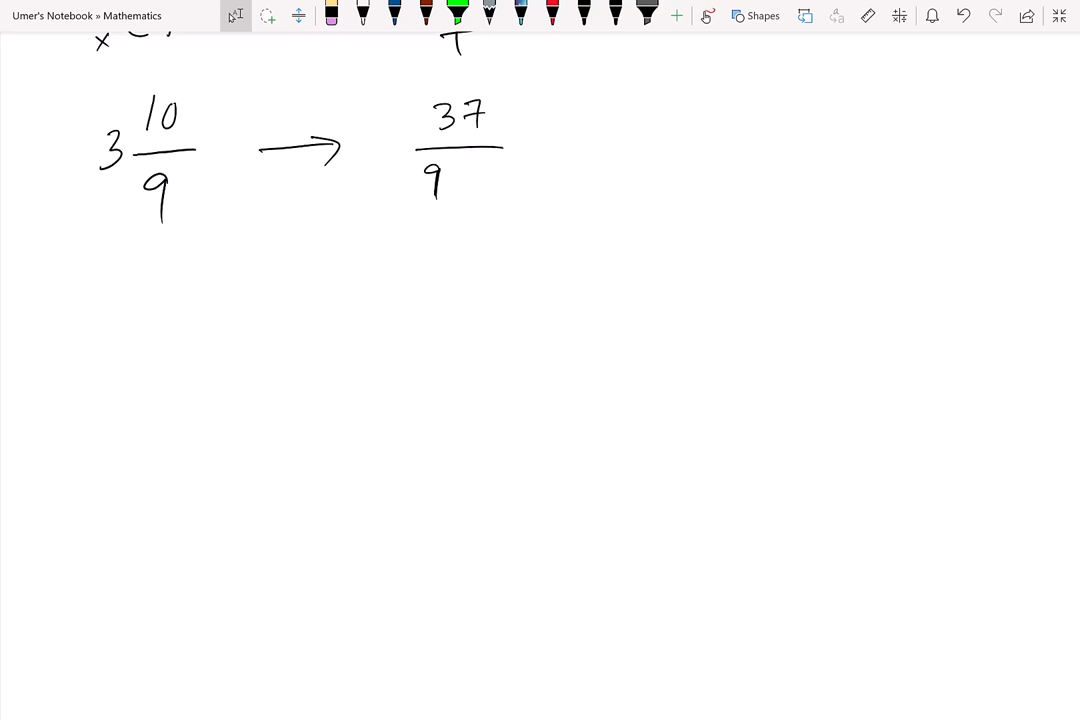 Umer's Notebook » Mathematics
Shapes
10 37
3 — → —
9 9